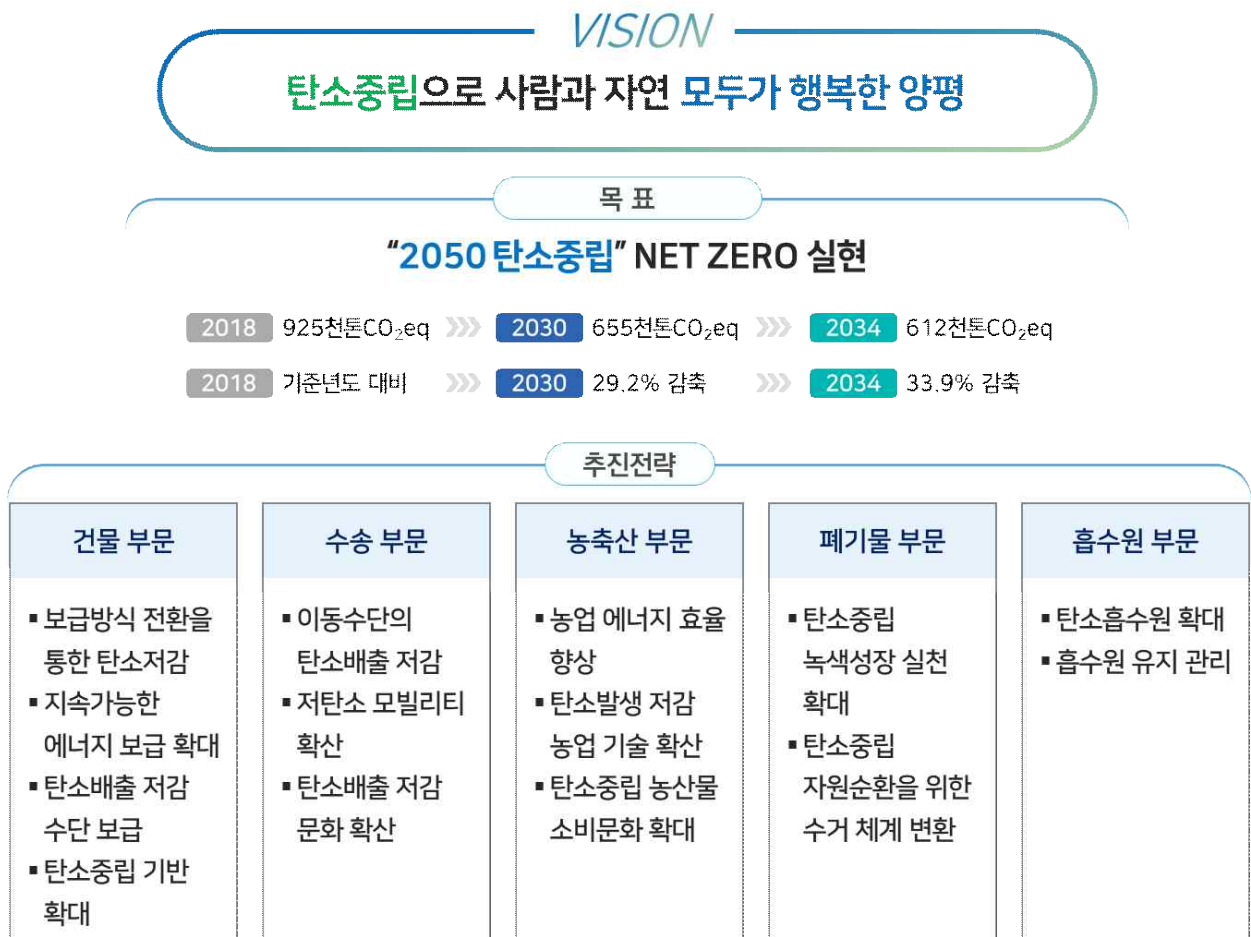 VISION
탄소중립으로 사람과 자연 모두가 행복한 양평
목 표
“2050 탄소중립” NET ZERO 실현
2018 925천톤CO₂eq 》》 2030 655천톤CO₂eq 》》 2034 612천톤CO₂eq
2018 기준년도 대비 》》 2030 29.2% 감축 》》 2034 33.9% 감축
추진전략
건물 부문
▪ 보급방식 전환을
통한 탄소저감
▪ 지속가능한
에너지 보급 확대
▪ 탄소배출 저감
수단 보급
▪ 탄소중립 기반
확대
수송 부문
▪ 이동수단의
탄소배출 저감
▪ 저탄소 모빌리티
확산
▪ 탄소배출 저감
문화 확산
농축산 부문
▪ 농업 에너지 효율
향상
▪ 탄소발생 저감
농업 기술 확산
▪ 탄소중립 농산물
소비문화 확대
폐기물 부문
▪ 탄소중립
녹색성장 실천
확대
▪ 탄소중립
자원순환을 위한
수거 체계 변환
흡수원 부문
▪ 탄소흡수원 확대
▪ 흡수원 유지 관리